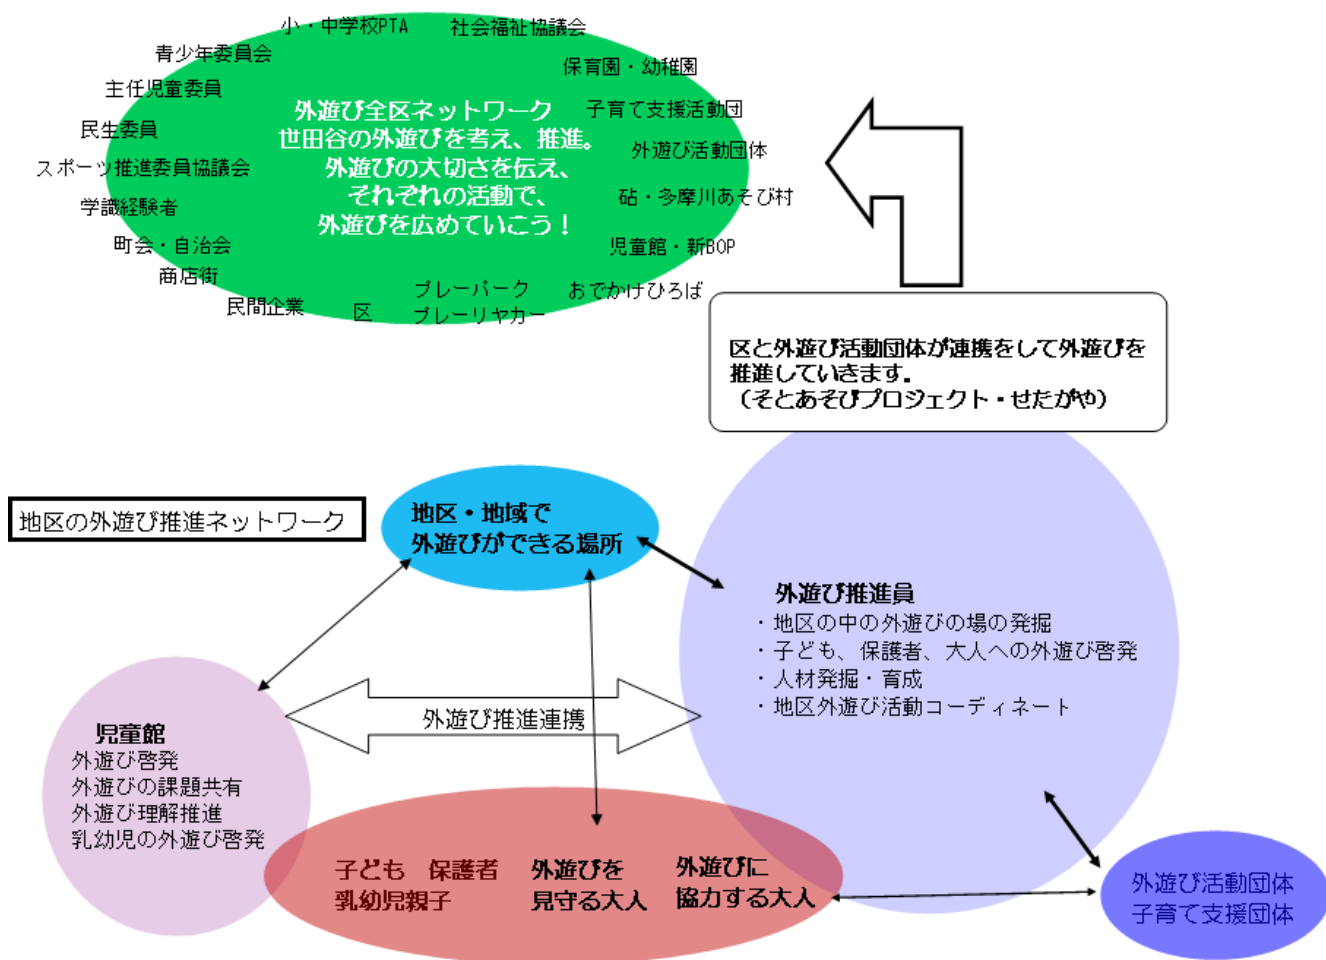 小・中学校PTA
社会福祉協議会
青少年委員会
保育園・幼稚園
主任児童委員
子育て支援活動団
民生委員
外遊び活動団体
スポーツ推進委員協議会
砧・多摩川あそび村
学識経験者
児童館・新BOP
町会・自治会
商店街
おでかけひろば
民間企業
区
プレーパーク
プレーリヤカー
外遊び全区ネットワーク
世田谷の外遊びを考え、推進。
外遊びの大切さを伝え、
それぞれの活動で、
外遊びを広めていこう！
区と外遊び活動団体が連携をして外遊びを
推進していきます。
（そとあそびプロジェクト・せたがや）
地区の外遊び推進ネットワーク
地区・地域で
外遊びができる場所
外遊び推進員
・地区の中の外遊びの場の発掘
・子ども、保護者、大人への外遊び啓発
・人材発掘・育成
・地区外遊び活動コーディネート
外遊び推進連携
児童館
外遊び啓発
外遊びの課題共有
外遊び理解推進
乳幼児の外遊び啓発
子ども　保護者
乳幼児親子
外遊びを
見守る大人
外遊びに
協力する大人
外遊び活動団体
子育て支援団体